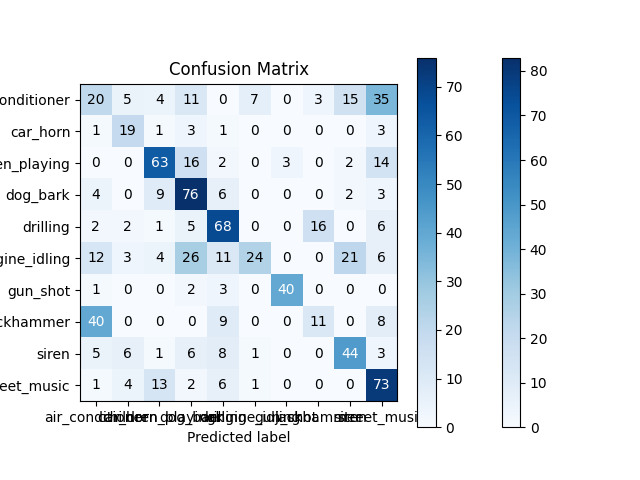 Confusion Matrix
onditioner 20 5 4 11 0 7 0 3 15 35
car_horn 1 19 1 3 1 0 0 0 0 3
en_playing 0 0 63 16 2 0 3 0 2 14
dog_bark 4 0 9 76 6 0 0 0 2 3
drilling 2 2 1 5 68 0 0 16 0 6
gine_idling 12 3 4 26 11 24 0 0 21 6
gun_shot 1 0 0 2 3 0 40 0 0 0
ckhammer 40 0 0 0 9 0 0 11 0 8
siren 5 6 1 6 8 1 0 0 44 3
eet_music 1 4 13 2 6 1 0 0 0 73
Predicted label
70
60
50
40
30
20
10
0
80
70
60
50
40
30
20
10
0